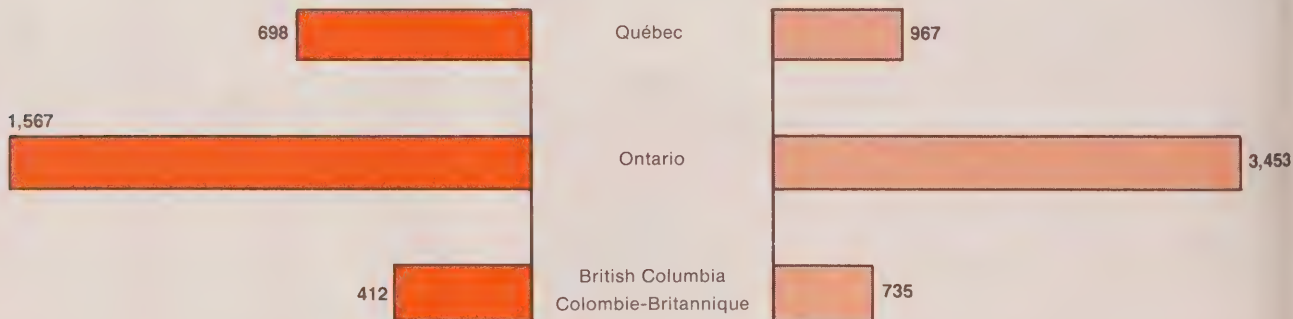 698
Québec
967
1,567
Ontario
3,453
412
British Columbia
Colombie-Britannique
735